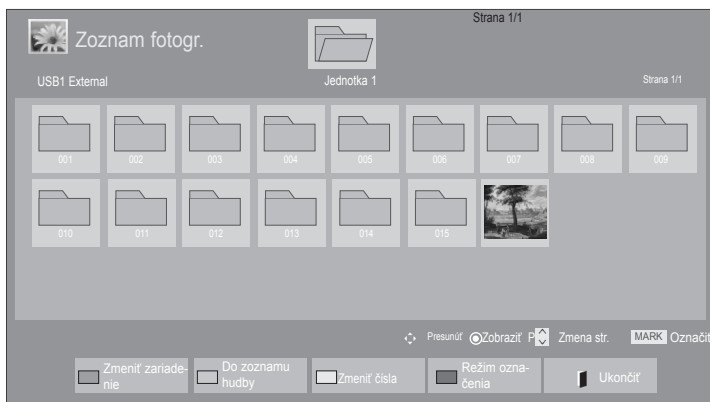 Strana 1/1
Zoznam fotogr.
USB1 External
Jednotka 1
Strana 1/1
001 002 003 004 005 006 007 008 009
010 011 012 013 014 015
Presunúť Zobraziť P Zmena str. MARK Označiť
Zmeniť zariade-
nie
Do zoznamu
hudby
Zmeniť čísla
Režim ozna-
čenia
Ukončiť